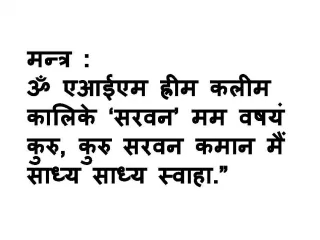 मन्त्र :
ॐ एआईएम ह्रीम कलीम
कालिके ‘सरवन’ मम वषयं
कुरु, कुरु सरवन कमान मैं
साध्य साध्य स्वाहा.”